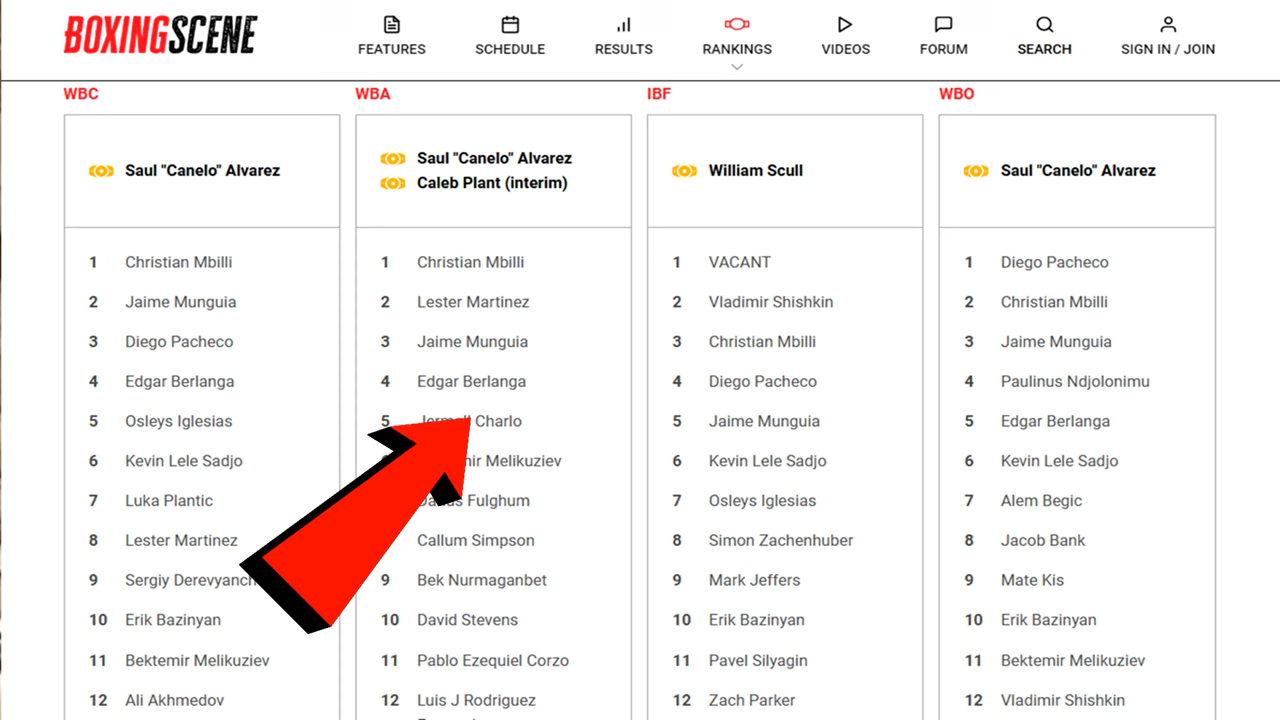 BOXINGSCENE
FEATURES
SCHEDULE
RESULTS
RANKINGS
VIDEOS
FORUM
SEARCH
SIGN IN / JOIN
WBC
Saul "Canelo" Alvarez
1 Christian Mbilli
2 Jaime Munguia
3 Diego Pacheco
4 Edgar Berlanga
5 Osleys Iglesias
6 Kevin Lele Sadjo
7 Luka Plantic
8 Lester Martinez
9 Sergiy
10 Erik Bazinyan
11 Bektemir Melikuziev
12 Ali Akhmedov
WBA
Saul "Canelo" Alvarez
Caleb Plant (interim)
1 Christian Mbilli
2 Lester Martinez
3 Jaime Munguia
4 Edgar Berlanga
5 Charlo
Melikuziev
Fulghum
Callum Simpson
9 Bek Nurmaganbet
10 David Stevens
11 Pablo Ezequiel Corzo
12 Luis J Rodriguez
IBF
William Scull
1 VACANT
2 Vladimir Shishkin
3 Christian Mbilli
4 Diego Pacheco
5 Jaime Munguia
6 Kevin Lele Sadjo
7 Osleys Iglesias
8 Simon Zachenhuber
9 Mark Jeffers
10 Erik Bazinyan
11 Pavel Silyagin
12 Zach Parker
WBO
Saul "Canelo" Alvarez
1 Diego Pacheco
2 Christian Mbilli
3 Jaime Munguia
4 Paulinus Ndjolonimu
5 Edgar Berlanga
6 Kevin Lele Sadjo
7 Alem Begic
8 Jacob Bank
9 Mate Kis
10 Erik Bazinyan
11 Bektemir Melikuziev
12 Vladimir Shishkin